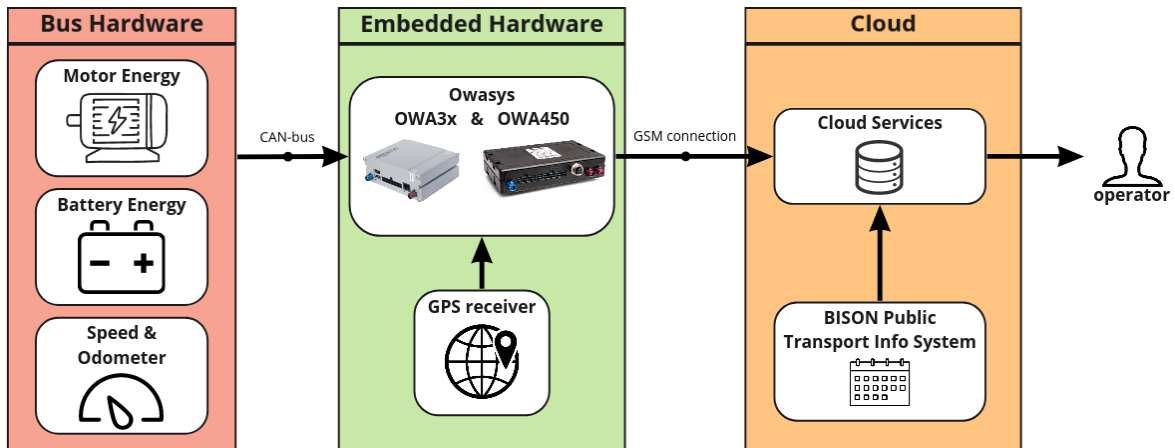 Bus Hardware
Motor Energy
Battery Energy
Speed &
Odometer
CAN-bus
Embedded Hardware
Owasys
OWA3x & OWA450
GPS receiver
GSM connection
Cloud
Cloud Services
BISON Public
Transport Info System
operator